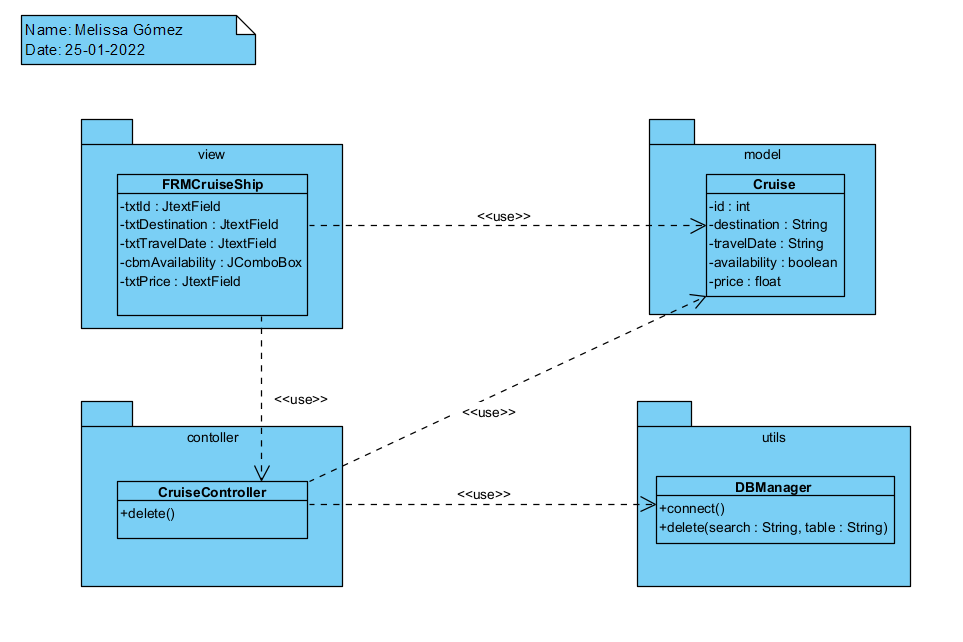 Name: Melissa Gómez
Date: 25-01-2022
view
FRMCruiseShip
-txtId : JtextField
-txtDestination : JtextField
-txtTravelDate : JtextField
-cbmAvailability : JComboBox
-txtPrice : JtextField
<<use>>
model
Cruise
-id : int
-destination : String
-travelDate : String
-availability : boolean
-price : float
<<use>>
<<use>>
contoller
CruiseController
+delete()
<<use>>
utils
DBManager
+connect()
+delete(search : String, table : String)